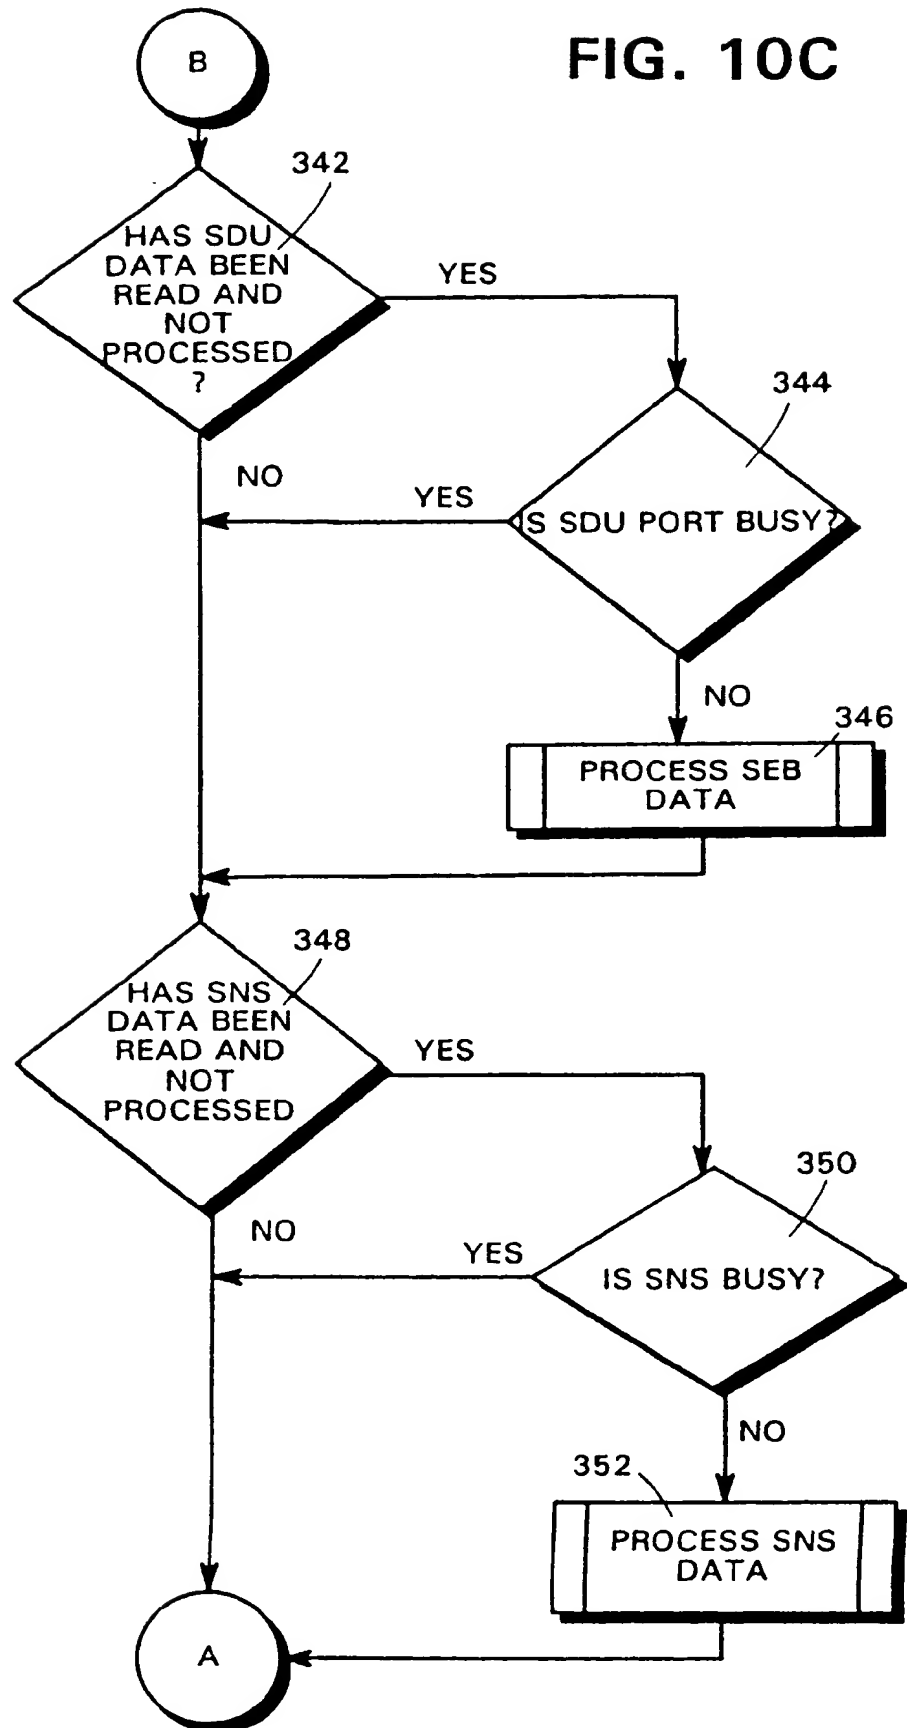 B
FIG. 10C
342
HAS SDU
DATA BEEN
READ AND
NOT
PROCESSED
?
YES
344
NO
YES
IS SDU PORT BUSY?
NO
346
PROCESS SEB
DATA
348
HAS SNS
DATA BEEN
READ AND
NOT
PROCESSED
YES
350
NO
YES
IS SNS BUSY?
NO
352
PROCESS SNS
DATA
A